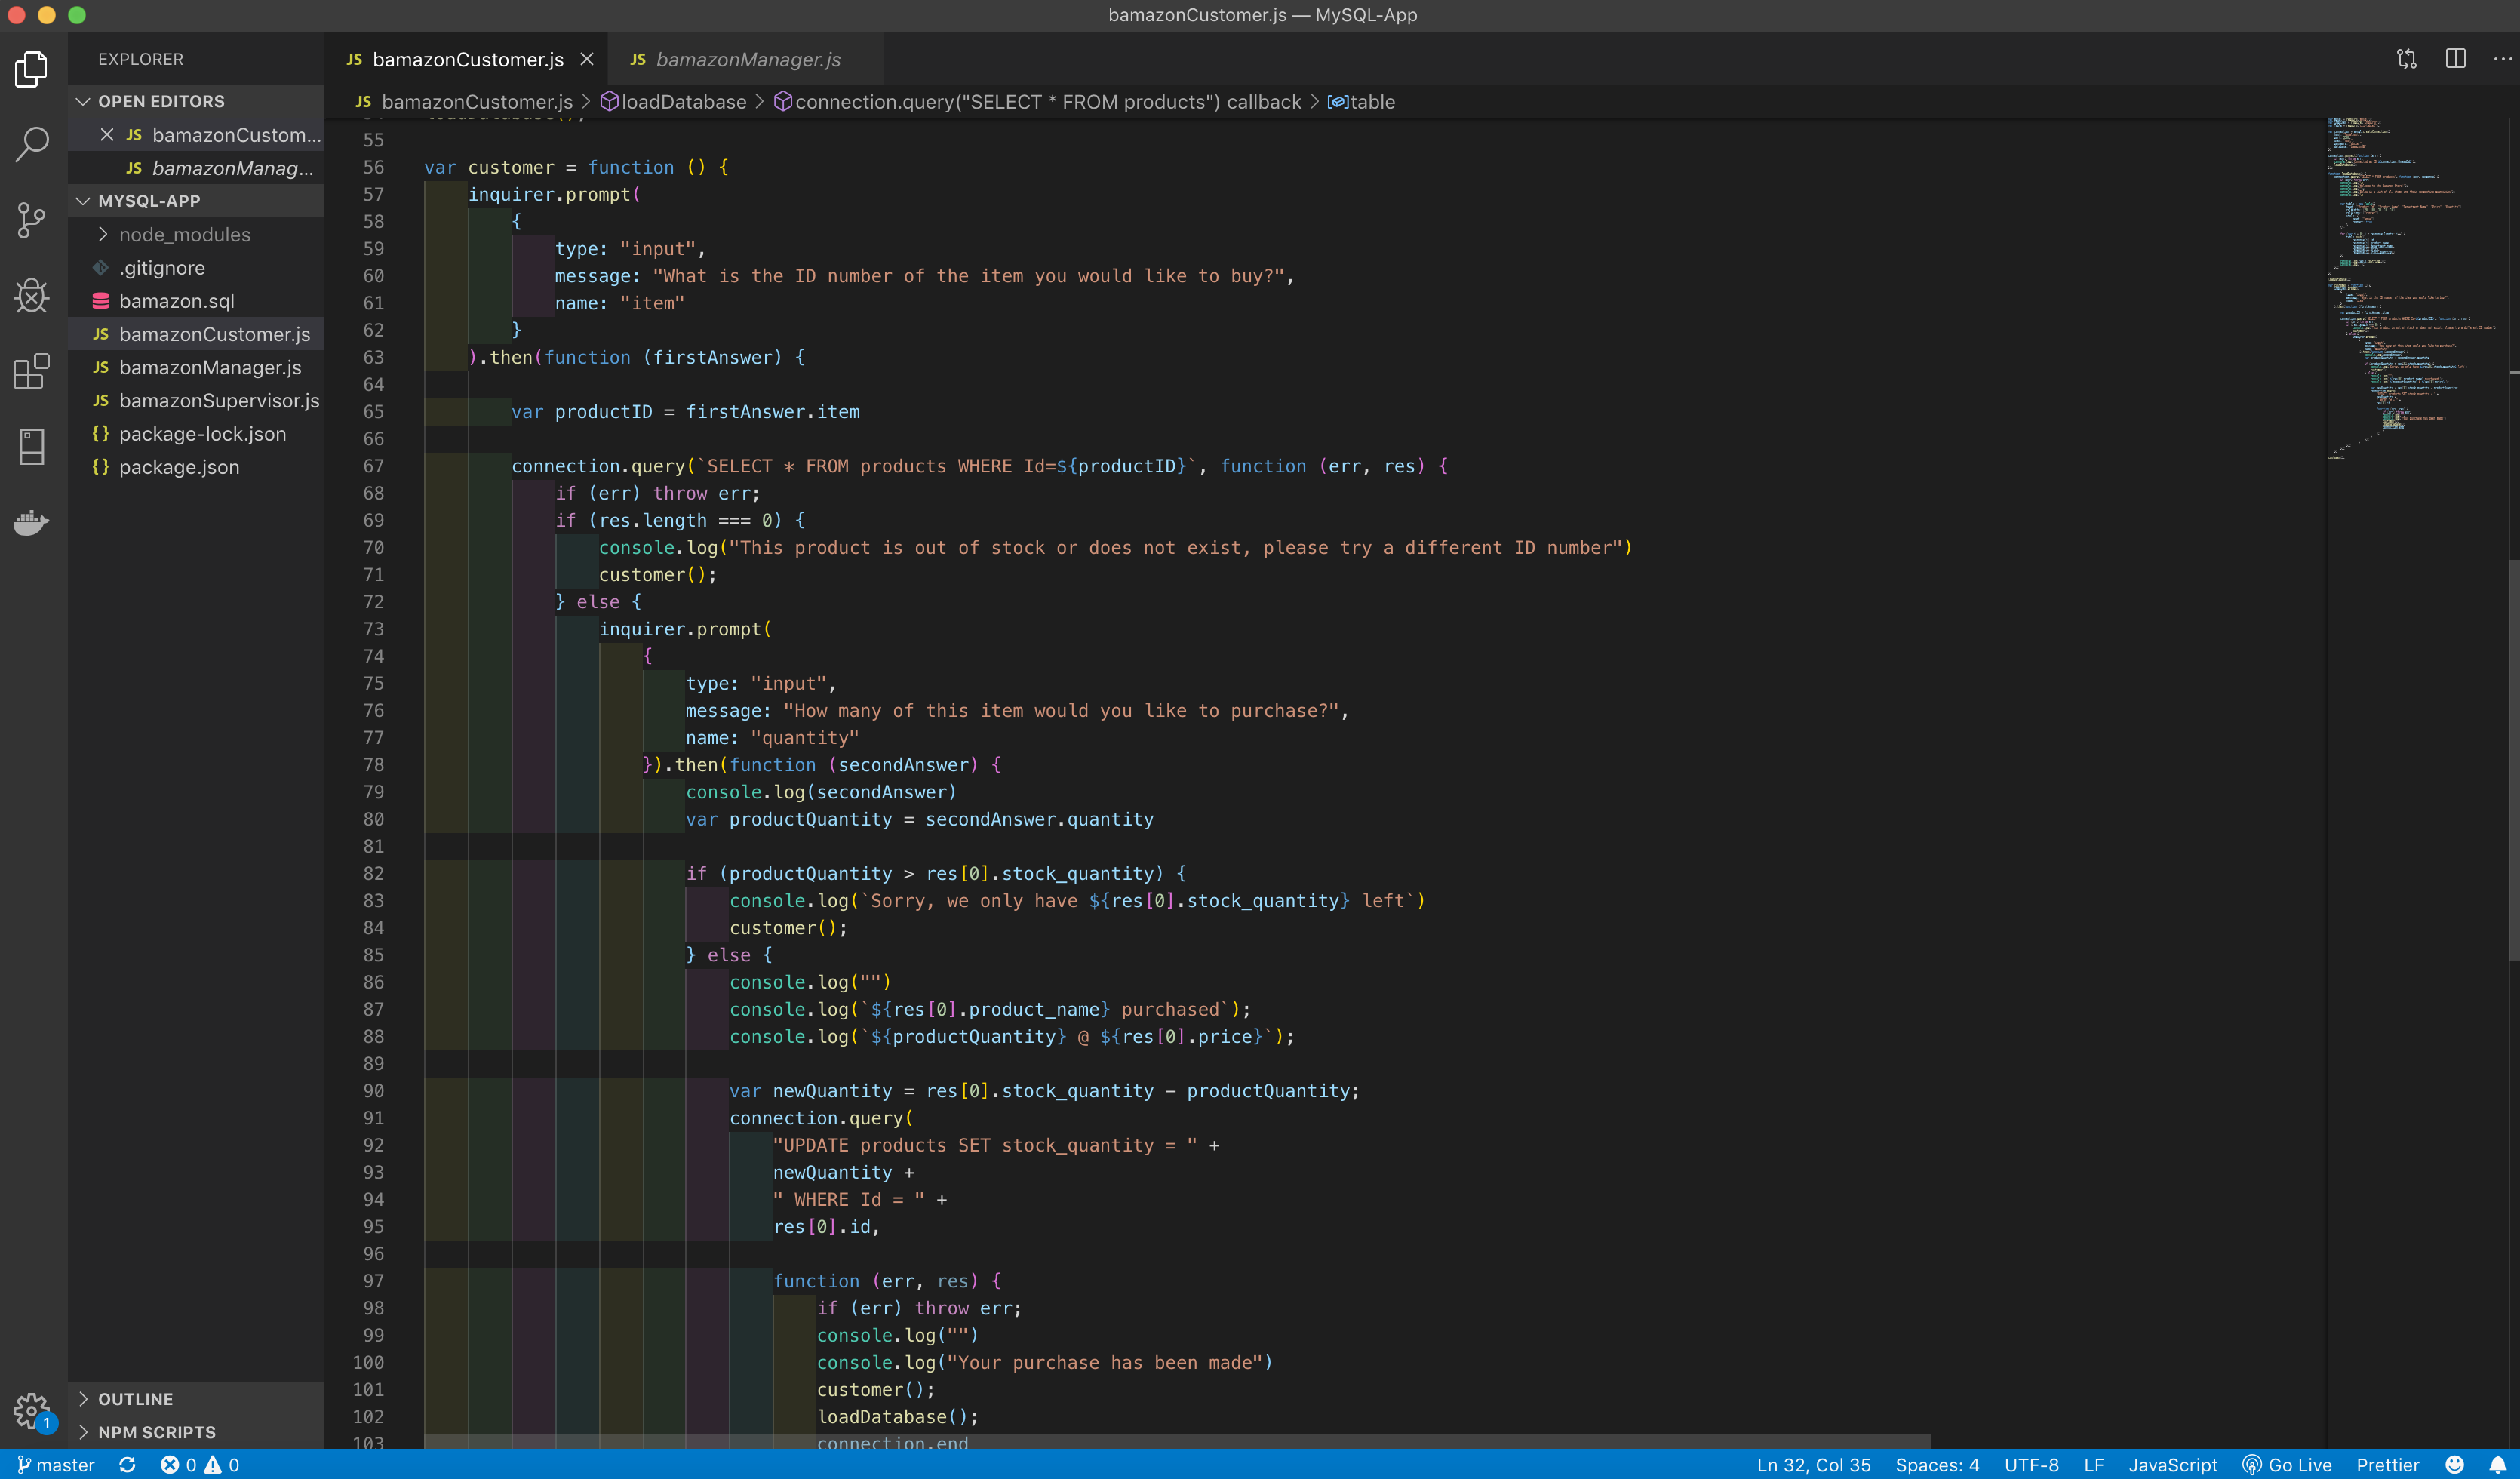 bamazonCustomer.js — MySQL-App
EXPLORER
OPEN EDITORS
JS bamazonCustom...
JS bamazonManag...
MYSQL-APP
node_modules
.gitignore
bamazon.sql
JS bamazonCustomer.js
JS bamazonManager.js
JS bamazonSupervisor.js
{} package-lock.json
{} package.json
OUTLINE
NPM SCRIPTS
1
JS bamazonCustomer.js
JS bamazonManager.js
JS bamazonCustomer.js > loadDatabase > connection.query("SELECT * FROM products") callback > table
55
56 var customer = function () {
57 inquirer.prompt(
58 {
59 type: "input",
60 message: "What is the ID number of the item you would like to buy?",
61 name: "item"
62 }
63 ).then(function (firstAnswer) {
64
65 var productID = firstAnswer.item
66
67 connection.query(`SELECT * FROM products WHERE Id=${productID}`, function (err, res) {
68 if (err) throw err;
69 if (res.length === 0) {
70 console.log("This product is out of stock or does not exist, please try a different ID number")
71 customer();
72 } else {
73 inquirer.prompt(
74 {
75 type: "input",
76 message: "How many of this item would you like to purchase?",
77 name: "quantity"
78 }).then(function (secondAnswer) {
79 console.log(secondAnswer)
80 var productQuantity = secondAnswer.quantity
81
82 if (productQuantity > res[0].stock_quantity) {
83 console.log(`Sorry, we only have ${res[0].stock_quantity} left`)
84 customer();
85 } else {
86 console.log("")
87 console.log(`${res[0].product_name} purchased`);
88 console.log(`${productQuantity} @ ${res[0].price}`);
89
90 var newQuantity = res[0].stock_quantity - productQuantity;
91 connection.query(
92 "UPDATE products SET stock_quantity = " +
93 newQuantity +
94 " WHERE Id = " +
95 res[0].id,
96
97 function (err, res) {
98 if (err) throw err;
99 console.log("")
100 console.log("Your purchase has been made")
101 customer();
102 loadDatabase();
103 connection.end
master 0 0 Ln 32, Col 35 Spaces: 4 UTF-8 LF JavaScript Go Live Prettier